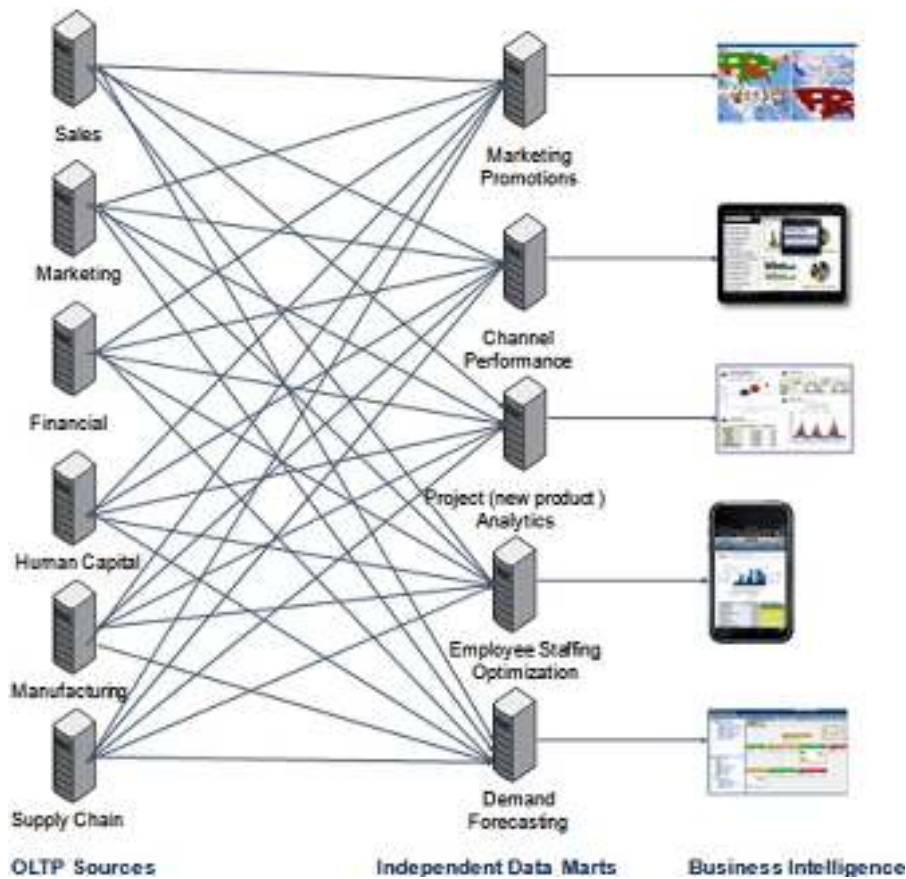 Sales
Marketing
Promotions
Marketing
Channel
Performance
Financial
Project (new product )
Analytics
Human Capital
Employee Staffing
Optimization
Manufacturing
Demand
Forecasting
Supply Chain
OLTP Sources
Independent Data Marts
Business Intelligence